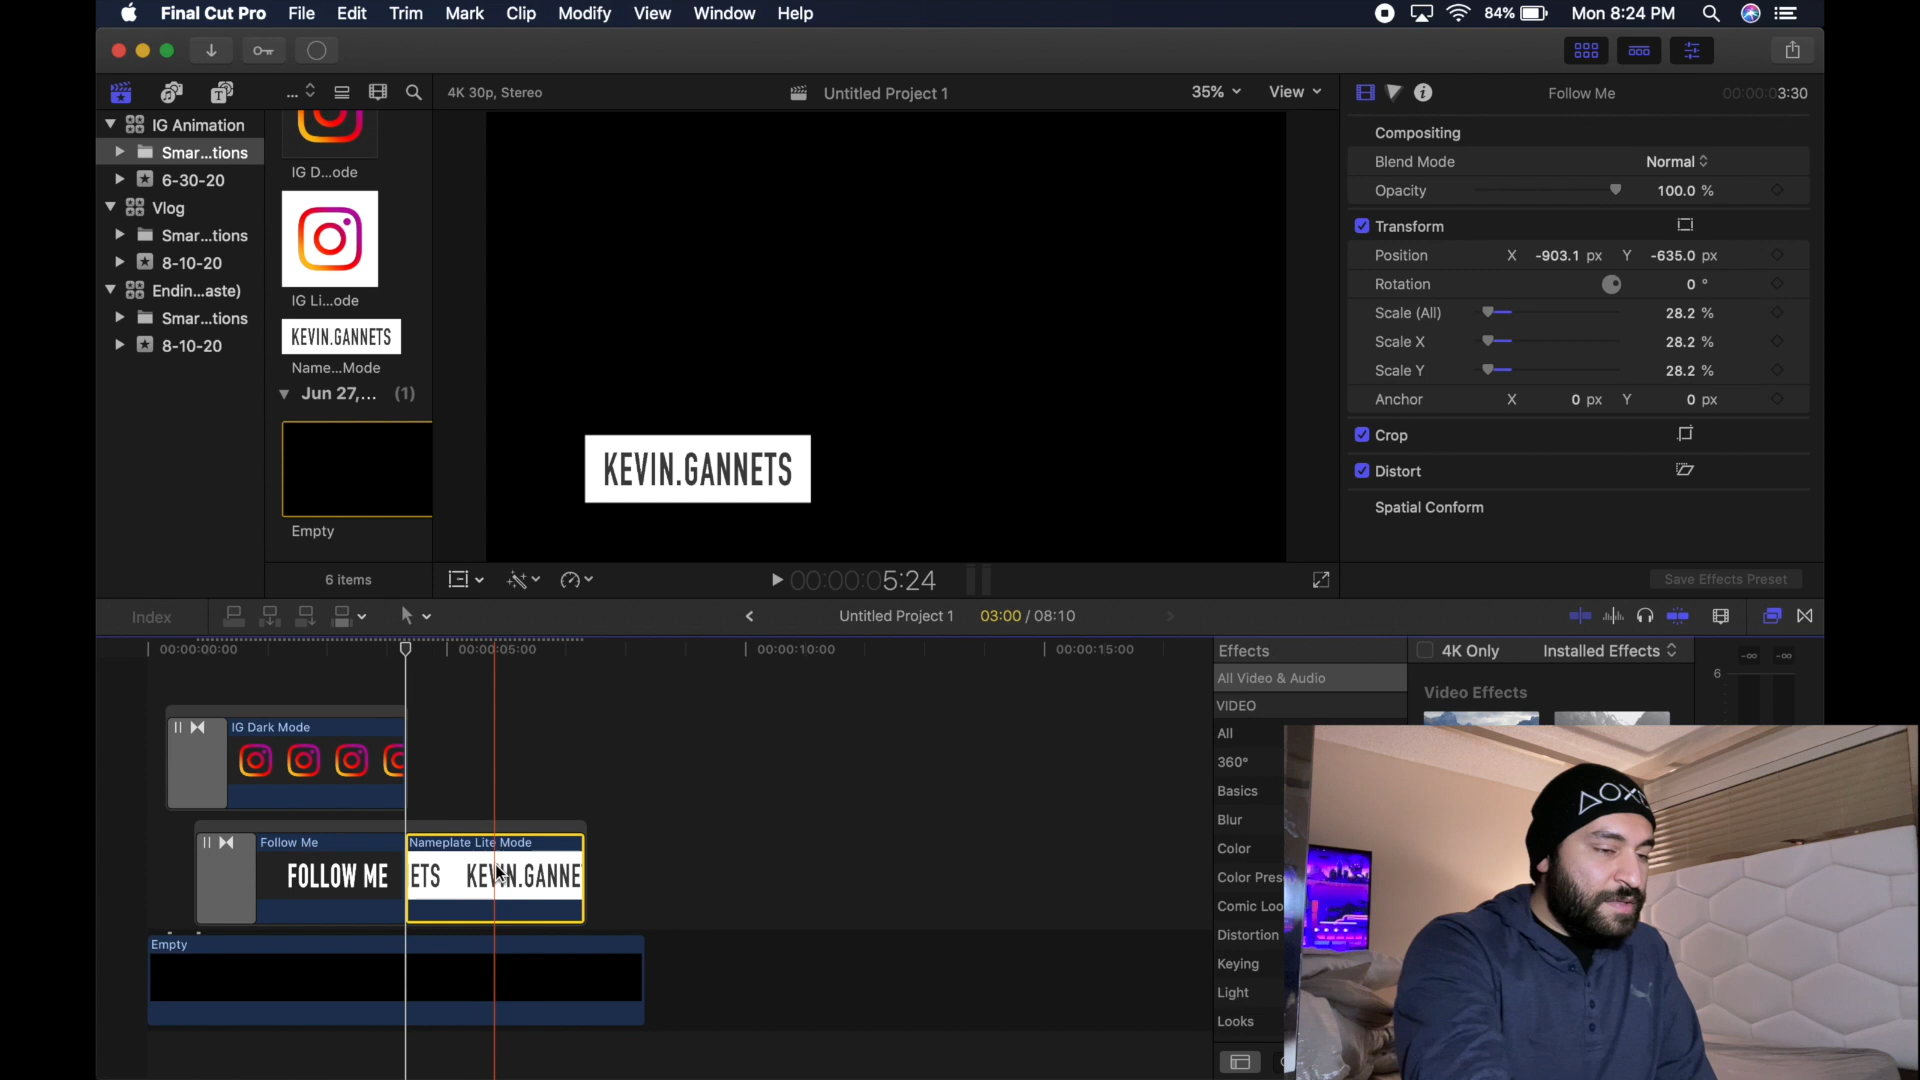 Final Cut Pro File Edit Trim Mark Clip Modify View Window Help 84% Mon 8:24 PM
... 4K 30p, Stereo Untitled Project 1 35% View Follow Me 00:00:03:30
IG Animation
Smar...tions
6-30-20
Vlog
Smar...tions
8-10-20
Endin...aste)
Smar...tions
8-10-20
IG D...ode
IG Li...ode
KEVIN.GANNETS
Name...Mode
Jun 27,... (1)
Empty
6 items
KEVIN.GANNETS
00:00:05:24
Compositing
Blend Mode Normal
Opacity 100.0 %
Transform
Position X -903.1 px Y -635.0 px
Rotation 0 °
Scale (All) 28.2 %
Scale X 28.2 %
Scale Y 28.2 %
Anchor X 0 px Y 0 px
Crop
Distort
Spatial Conform
Save Effects Preset
Index Untitled Project 1 03:00 / 08:10
00:00:00:00 00:00:05:00 00:00:10:00 00:00:15:00
IG Dark Mode
Follow Me Nameplate Lite Mode
FOLLOW ME ETS KEVIN.GANNE
Empty
Effects 4K Only Installed Effects
All Video & Audio
VIDEO
All
360°
Basics
Blur
Color
Color Pres
Comic Loo
Distortion
Keying
Light
Looks
Video Effects
-∞ -∞
6